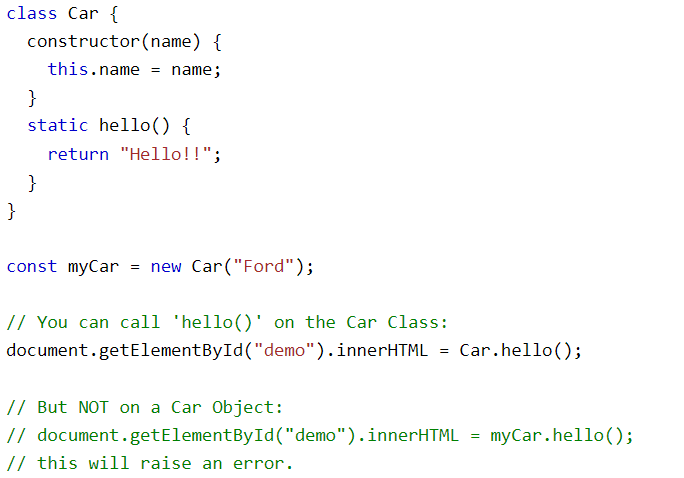 class Car {
  constructor(name) {
    this.name = name;
  }
  static hello() {
    return "Hello!!";
  }
}

const myCar = new Car("Ford");

// You can call 'hello()' on the Car Class:
document.getElementById("demo").innerHTML = Car.hello();

// But NOT on a Car Object:
// document.getElementById("demo").innerHTML = myCar.hello();
// this will raise an error.